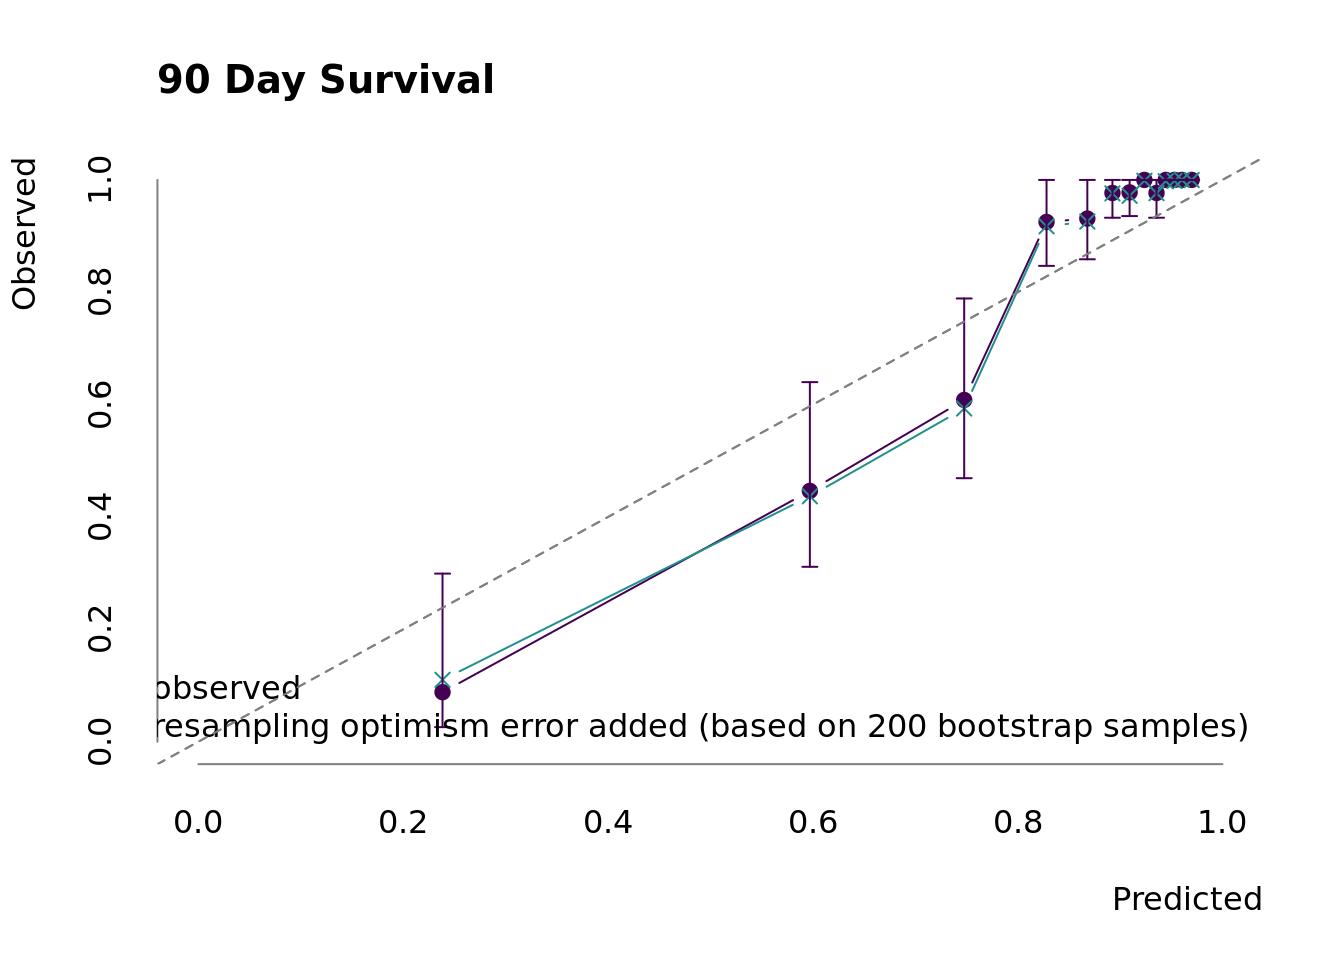 90 Day Survival
Observed
1.0
0.8
0.6
0.4
0.2
0.0
observed
resampling optimism error added (based on 200 bootstrap samples)
0.0 0.2 0.4 0.6 0.8 1.0
Predicted